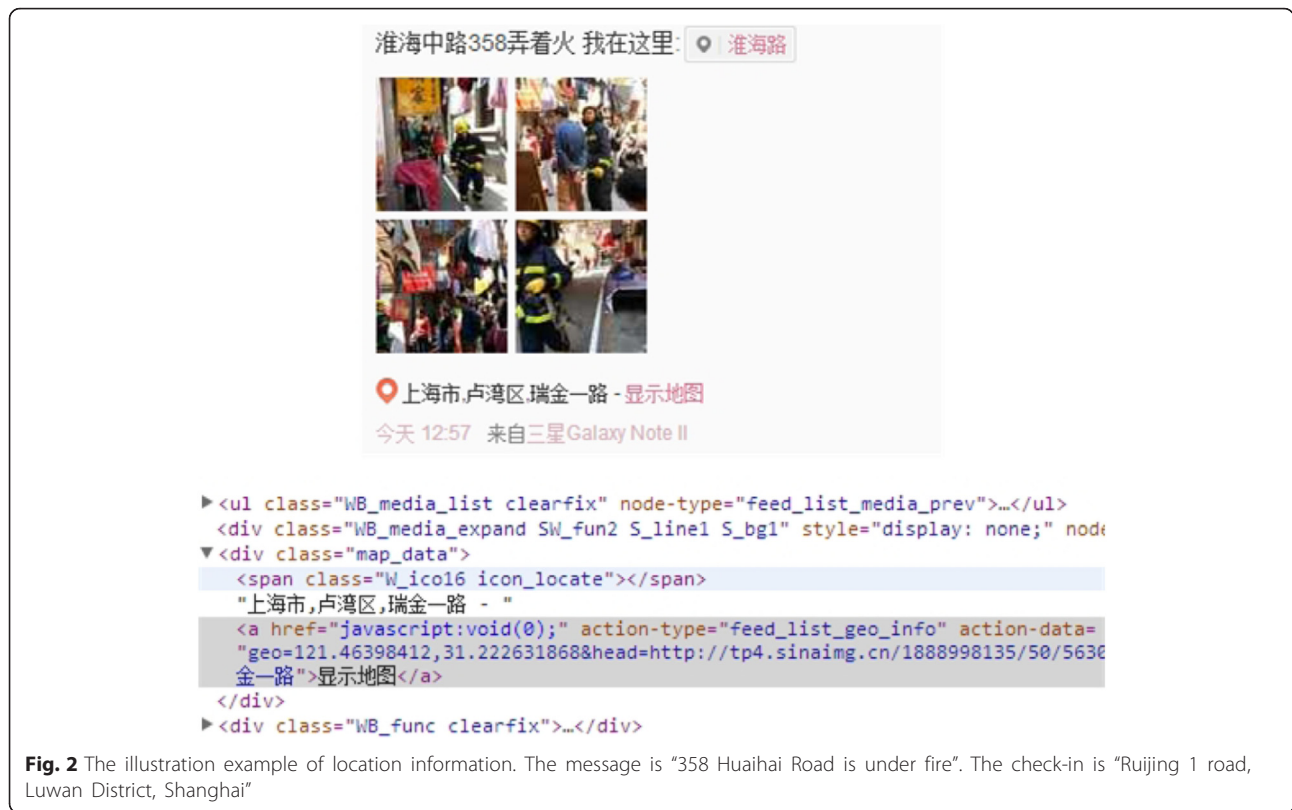 淮海中路358弄着火 我在这里: 淮海路
上海市,卢湾区,瑞金一路 - 显示地图
今天 12:57 来自三星Galaxy Note II
▶<ul class="WB_media_list clearfix" node-type="feed_list_media_prev">…</ul>
<div class="WB_media_expand SW_fun2 S_line1 S_bg1" style="display: none;" node
▼<div class="map_data">
<span class="W_ico16 icon_locate"></span>
"上海市,卢湾区,瑞金一路 - "
<a href="javascript:void(0);" action-type="feed_list_geo_info" action-data=
"geo=121.46398412,31.222631868&head=http://tp4.sinaimg.cn/1888998135/50/5630
金一路">显示地图</a>
</div>
▶<div class="WB_func clearfix">…</div>
Fig. 2 The illustration example of location information. The message is “358 Huaihai Road is under fire”. The check-in is “Ruijing 1 road,
Luwan District, Shanghai”